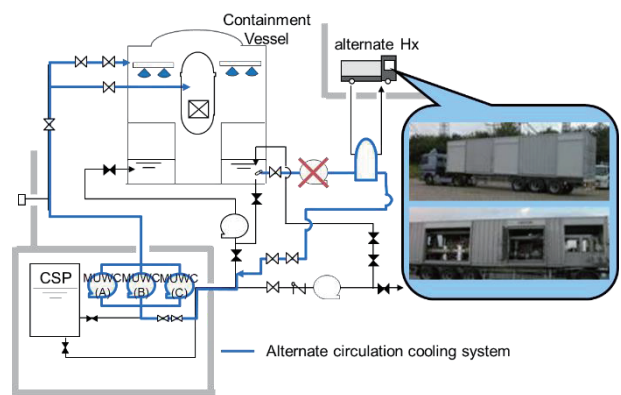 Containment
Vessel
alternate Hx
CSP
MUWC
(A)
MUWC
(B)
MUWC
(C)
Alternate circulation cooling system